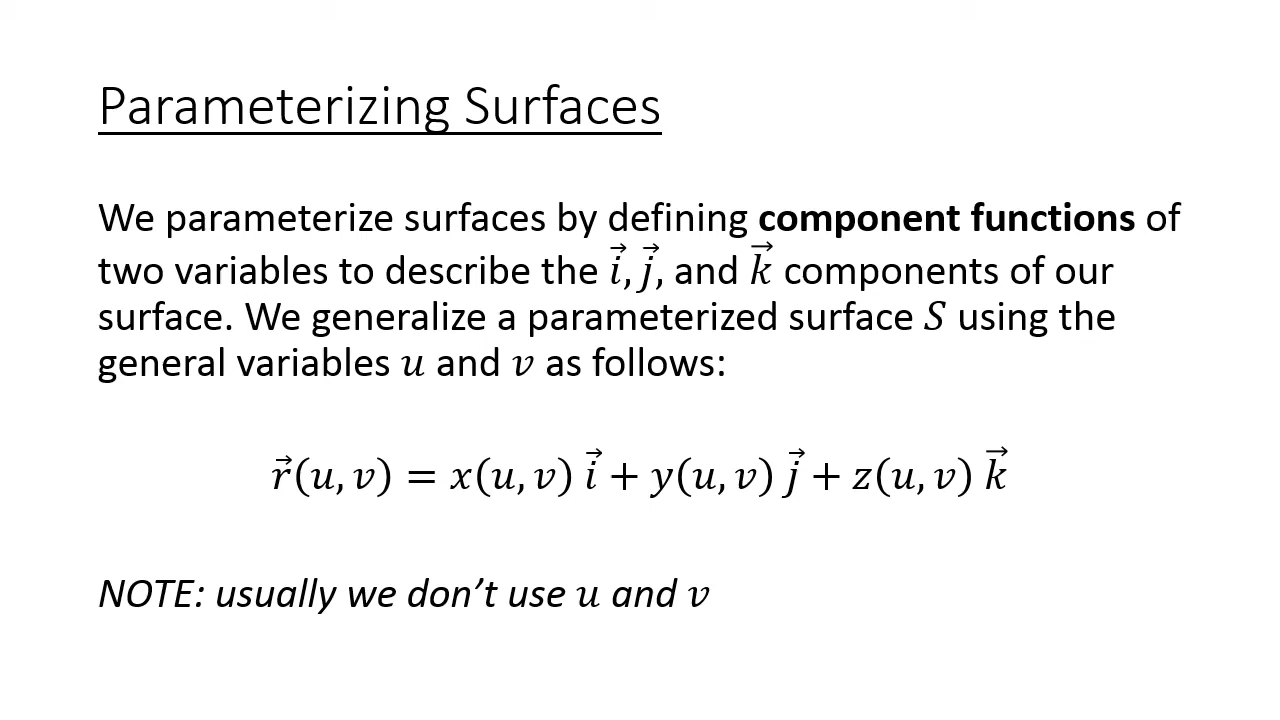 Parameterizing Surfaces
We parameterize surfaces by defining component functions of
two variables to describe the i⃗, j⃗, and k⃗ components of our
surface. We generalize a parameterized surface S using the
general variables u and v as follows:
r⃗(u, v) = x(u, v) i⃗ + y(u, v) j⃗ + z(u, v) k⃗
NOTE: usually we don’t use u and v